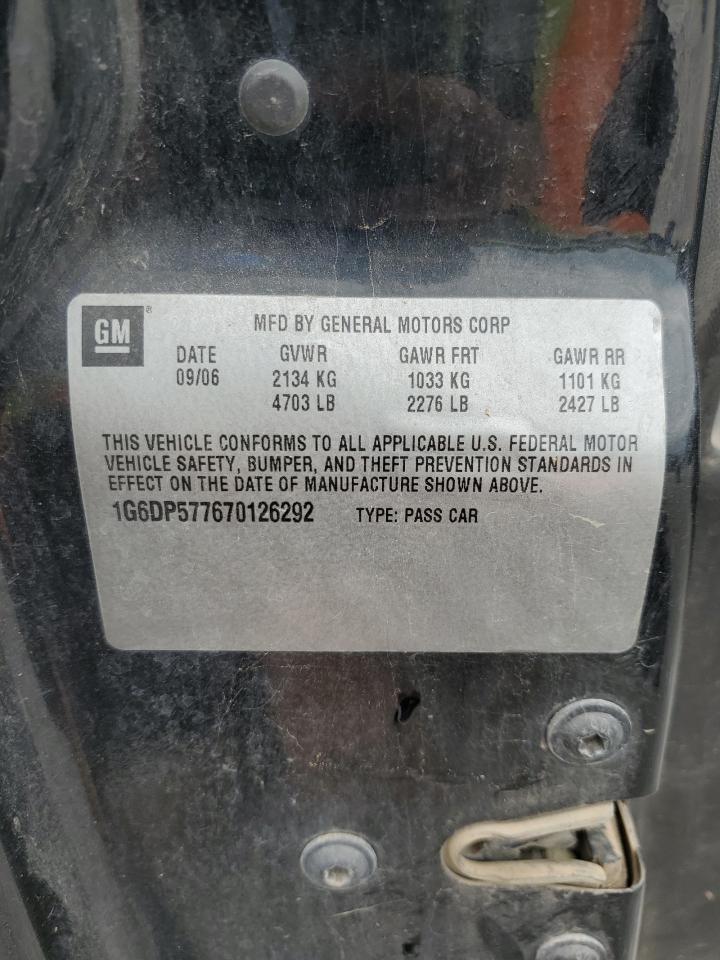 GM®
MFD BY GENERAL MOTORS CORP
DATE GVWR GAWR FRT GAWR RR
09/06 2134 KG 1033 KG 1101 KG
4703 LB 2276 LB 2427 LB
THIS VEHICLE CONFORMS TO ALL APPLICABLE U.S. FEDERAL MOTOR
VEHICLE SAFETY, BUMPER, AND THEFT PREVENTION STANDARDS IN
EFFECT ON THE DATE OF MANUFACTURE SHOWN ABOVE.
1G6DP577670126292 TYPE: PASS CAR